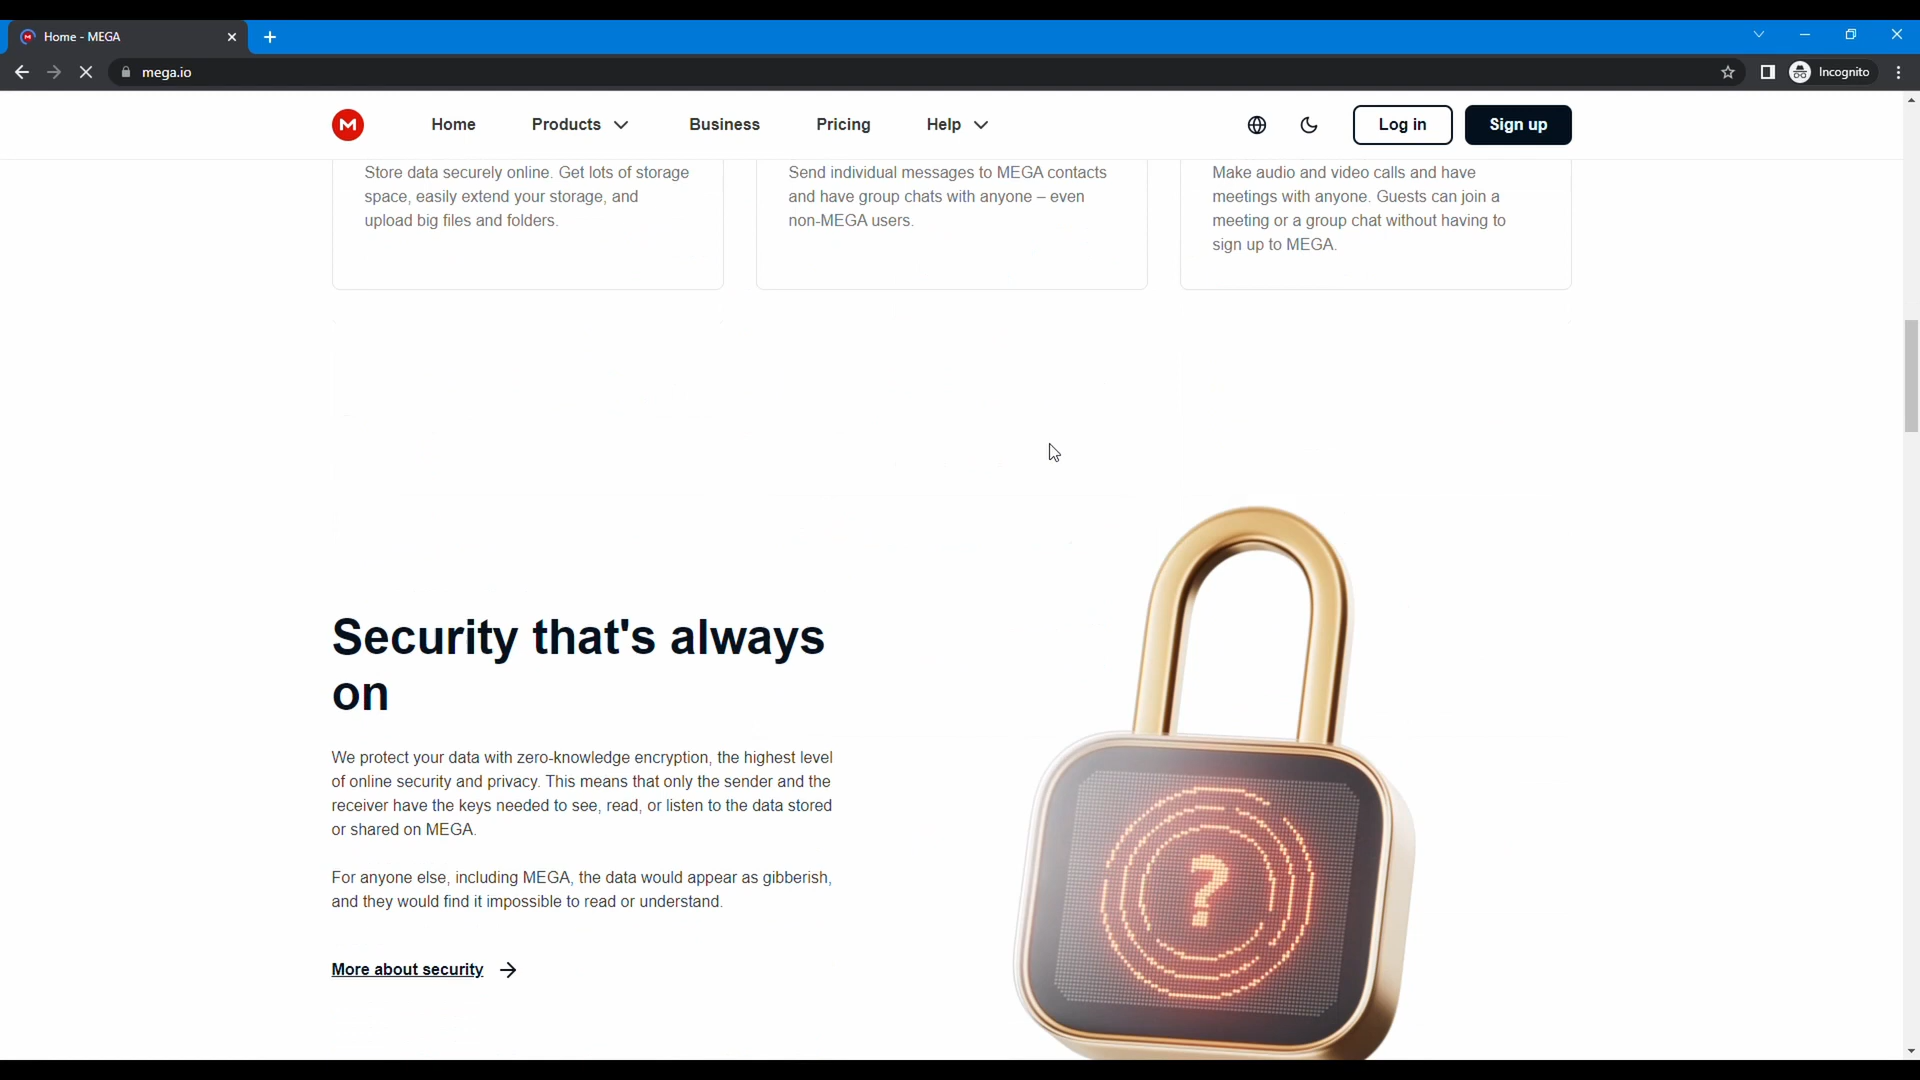 Home - MEGA
mega.io
Incognito
M
Home
Products
Business
Pricing
Help
Log in
Sign up
Store data securely online. Get lots of storage
space, easily extend your storage, and
upload big files and folders.
Send individual messages to MEGA contacts
and have group chats with anyone – even
non-MEGA users.
Make audio and video calls and have
meetings with anyone. Guests can join a
meeting or a group chat without having to
sign up to MEGA.
Security that's always
on
We protect your data with zero-knowledge encryption, the highest level
of online security and privacy. This means that only the sender and the
receiver have the keys needed to see, read, or listen to the data stored
or shared on MEGA.
For anyone else, including MEGA, the data would appear as gibberish,
and they would find it impossible to read or understand.
More about security
?